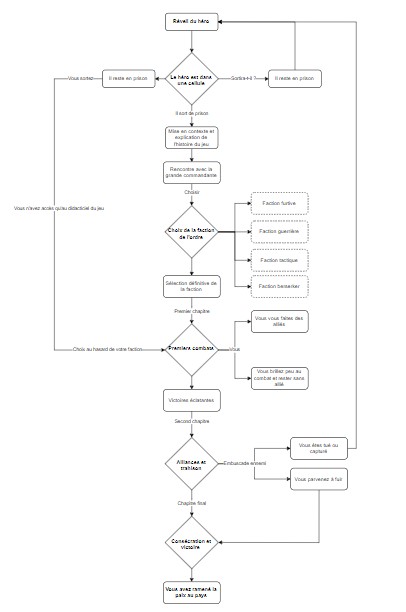 Réveil du héro
Vous sortez
Il reste en prison
Le héro est dans
une cellule
Sortira-t-il ?
Il reste en prison
Il sort de prison
Mise en contexte et
explication de
l'histoire du jeu
Rencontre avec la
grande commandante
Choisir
Vous n'avez accès qu'au didacticiel du jeu
Choix de la faction
de l'ordre
Faction furtive
Faction guerrière
Faction tactique
Faction berserker
Sélection définitive de
la faction
Premier chapitre
Vous vous faites des
alliés
Choix au hasard de votre faction
Premiers combats
Vous
Vous brillez peu au
combat et rester sans
allié
Victoires éclatantes
Second chapitre
Alliances et
trahison
Embuscade ennemi
Vous êtes tué ou
capturé
Vous parvenez à fuir
Chapitre final
Consécration et
victoire
Vous avez ramené la
paix au pays